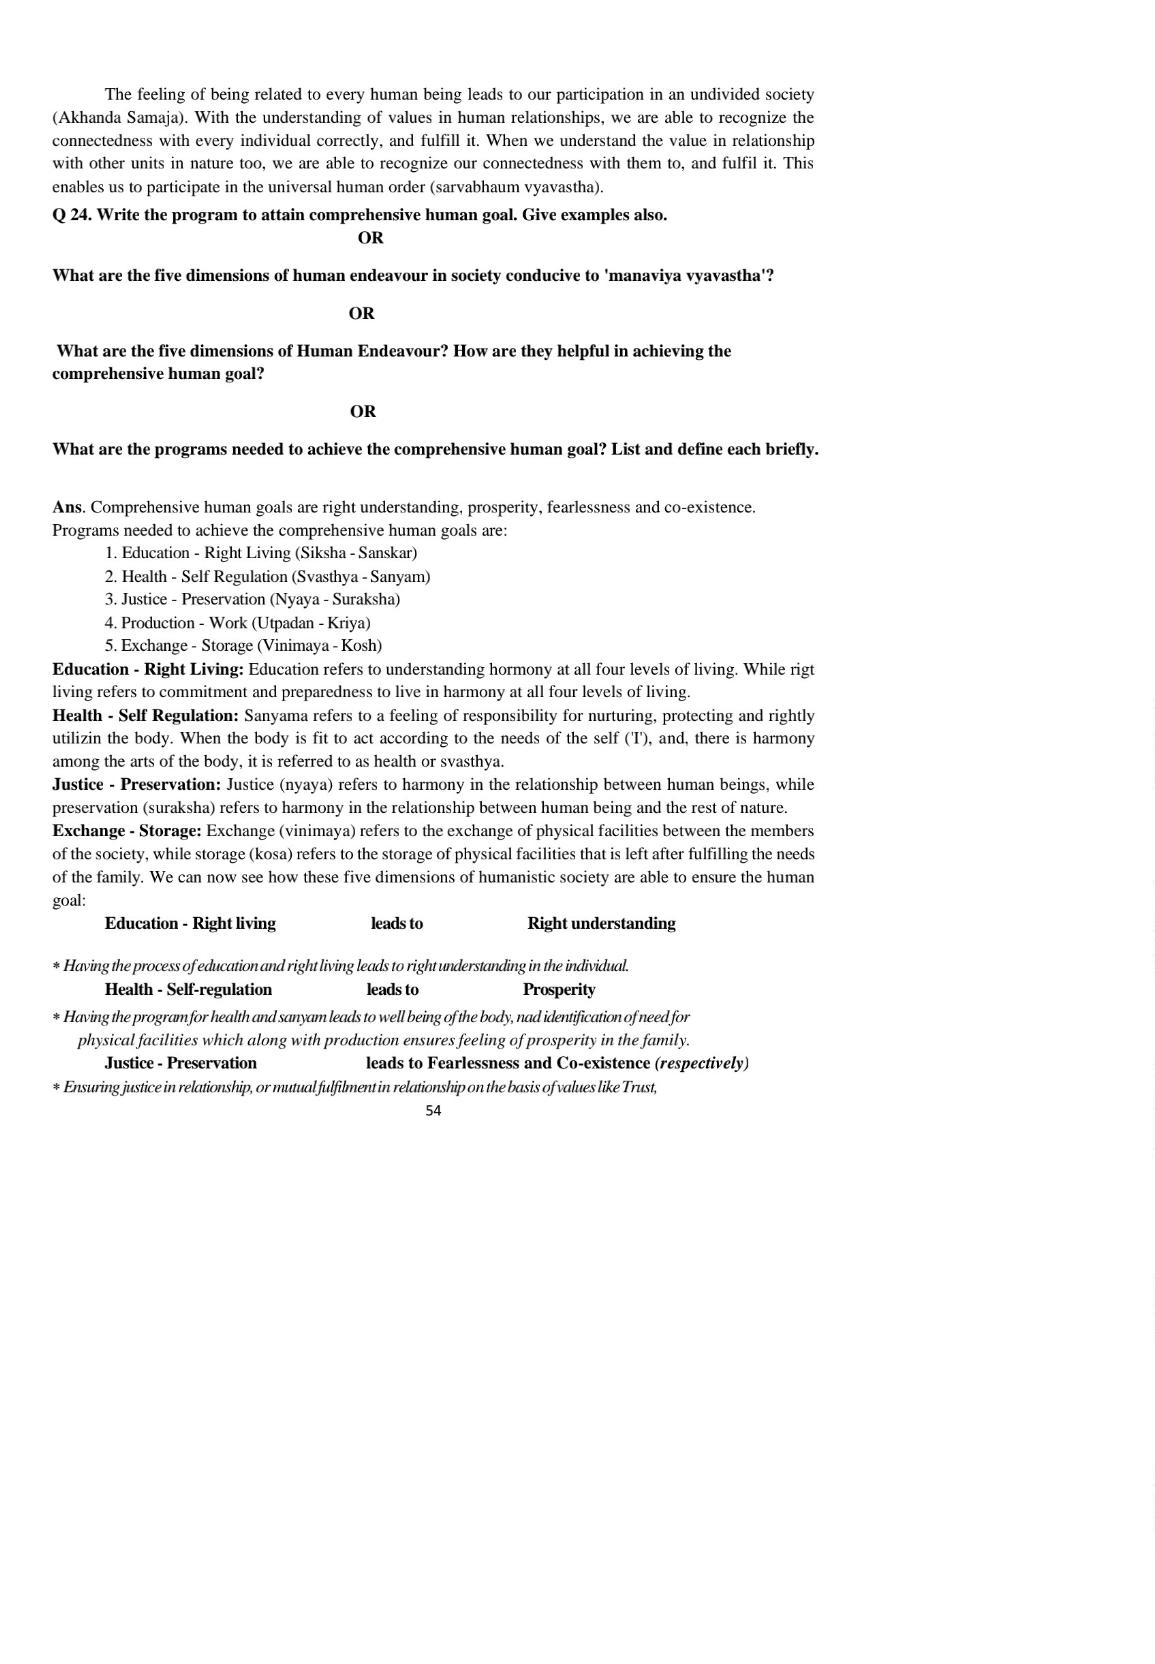 The feeling of being related to every human being leads to our participation in an undivided society
(Akhanda Samaja). With the understanding of values in human relationships, we are able to recognize the
connectedness with every individual correctly, and fulfill it. When we understand the value in relationship
with other units in nature too, we are able to recognize our connectedness with them to, and fulfil it. This
enables us to participate in the universal human order (sarvabhaum vyavastha).
Q 24. Write the program to attain comprehensive human goal. Give examples also.
OR
What are the five dimensions of human endeavour in society conducive to 'manaviya vyavastha'?
OR
What are the five dimensions of Human Endeavour? How are they helpful in achieving the
comprehensive human goal?
OR
What are the programs needed to achieve the comprehensive human goal? List and define each briefly.
Ans. Comprehensive human goals are right understanding, prosperity, fearlessness and co-existence.
Programs needed to achieve the comprehensive human goals are:
1. Education - Right Living (Siksha - Sanskar)
2. Health - Self Regulation (Svasthya - Sanyam)
3. Justice - Preservation (Nyaya - Suraksha)
4. Production - Work (Utpadan - Kriya)
5. Exchange - Storage (Vinimaya - Kosh)
Education - Right Living: Education refers to understanding hormony at all four levels of living. While rigt
living refers to commitment and preparedness to live in harmony at all four levels of living.
Health - Self Regulation: Sanyama refers to a feeling of responsibility for nurturing, protecting and rightly
utilizin the body. When the body is fit to act according to the needs of the self ('I'), and, there is harmony
among the arts of the body, it is referred to as health or svasthya.
Justice - Preservation: Justice (nyaya) refers to harmony in the relationship between human beings, while
preservation (suraksha) refers to harmony in the relationship between human being and the rest of nature.
Exchange - Storage: Exchange (vinimaya) refers to the exchange of physical facilities between the members
of the society, while storage (kosa) refers to the storage of physical facilities that is left after fulfilling the needs
of the family. We can now see how these five dimensions of humanistic society are able to ensure the human
goal:
Education - Right living leads to Right understanding
* Having the process of education and right living leads to right understanding in the individual.
Health - Self-regulation leads to Prosperity
* Having the program for health and sanyam leads to well being of the body, nad identification of need for
physical facilities which along with production ensures feeling of prosperity in the family.
Justice - Preservation leads to Fearlessness and Co-existence (respectively)
* Ensuring justice in relationship, or mutual fulfilment in relationship on the basis of values like Trust,
54